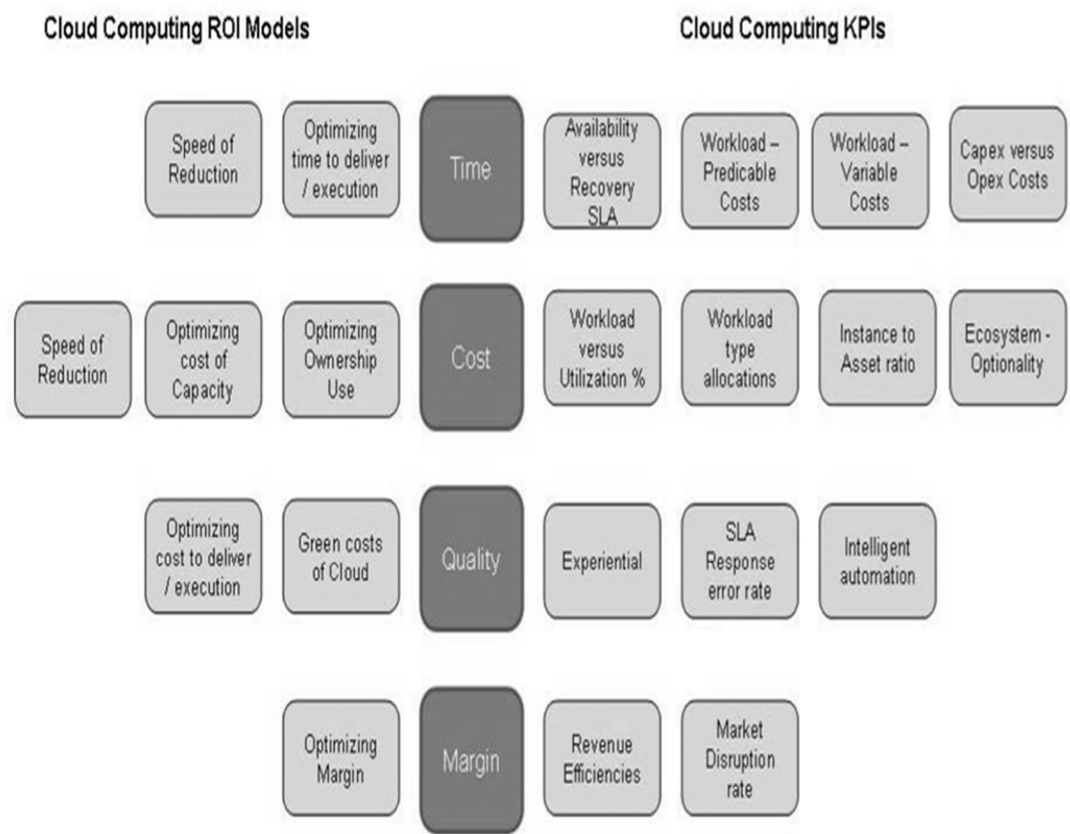 Cloud Computing ROI Models
Cloud Computing KPIs
Speed of
Reduction
Optimizing
time to deliver
/ execution
Time
Availability
versus
Recovery
SLA
Workload –
Predicable
Costs
Workload –
Variable
Costs
Capex versus
Opex Costs
Speed of
Reduction
Optimizing
cost of
Capacity
Optimizing
Ownership
Use
Cost
Workload
versus
Utilization %
Workload
type
allocations
Instance to
Asset ratio
Ecosystem -
Optionality
Optimizing
cost to deliver
/ execution
Green costs
of Cloud
Quality
Experiential
SLA
Response
error rate
Intelligent
automation
Optimizing
Margin
Margin
Revenue
Efficiencies
Market
Disruption
rate